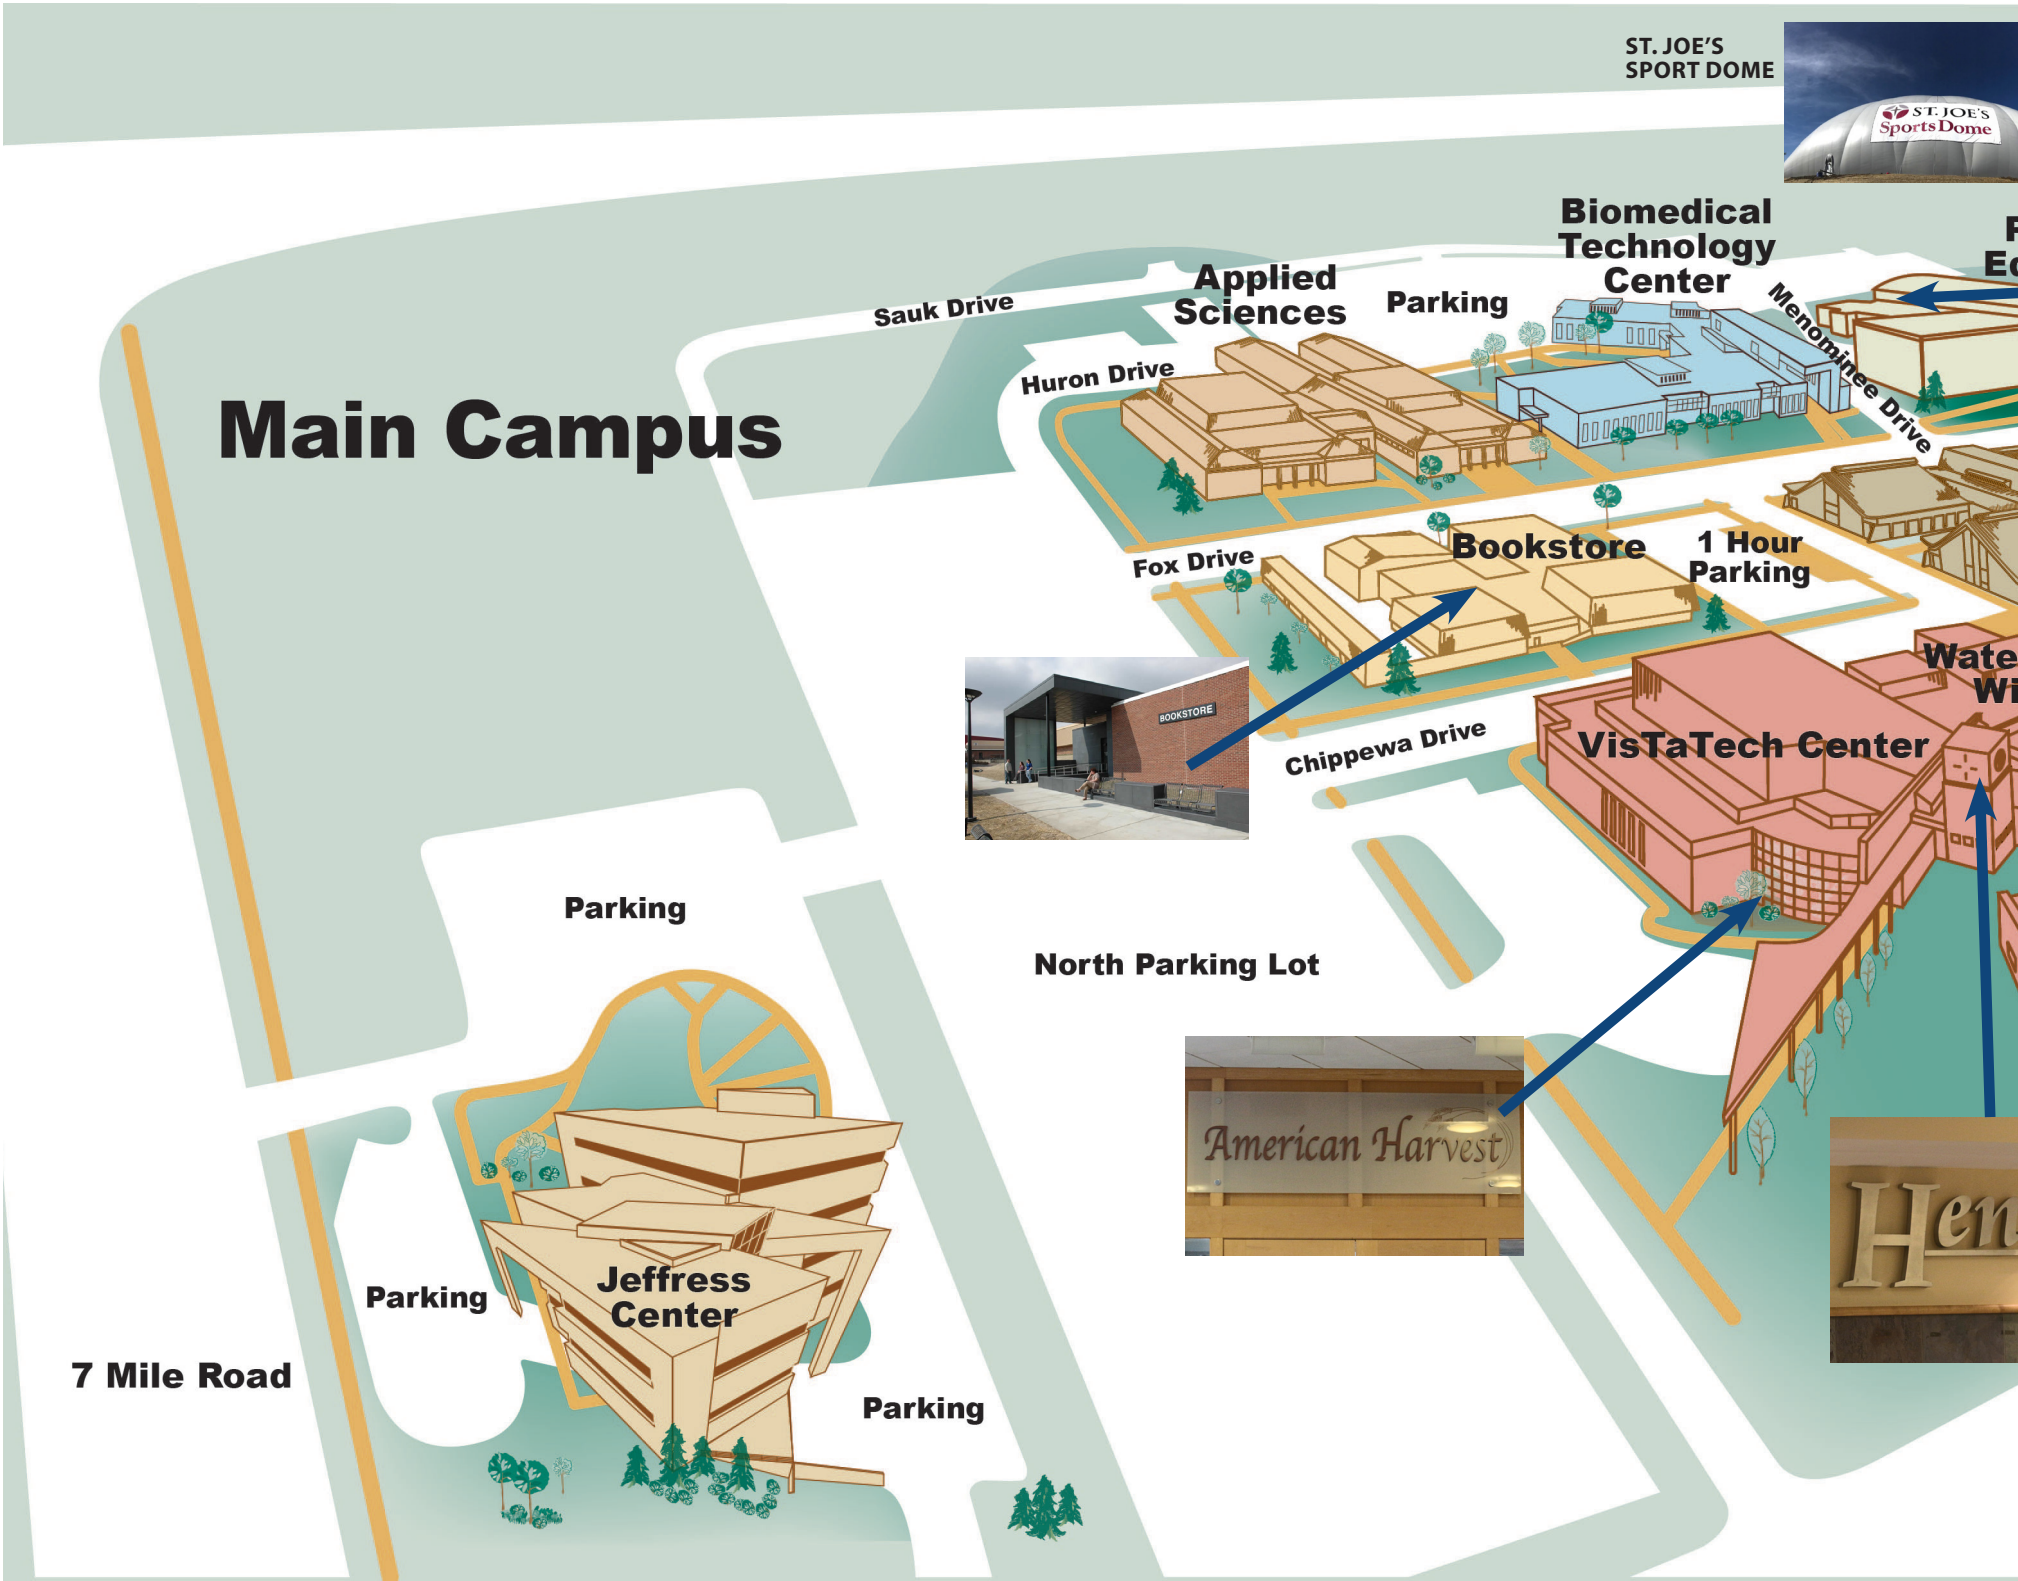 ST. JOE'S
SPORT DOME
ST. JOE'S
Sports Dome
Biomedical
Technology
Center
Applied
Sciences
Parking
Sauk Drive
Menominee Drive
Huron Drive
Main Campus
Bookstore
1 Hour
Parking
Fox Drive
BOOKSTORE
Chippewa Drive
VisTaTech Center
Parking
North Parking Lot
American Harvest
Jeffress
Center
Parking
7 Mile Road
Parking